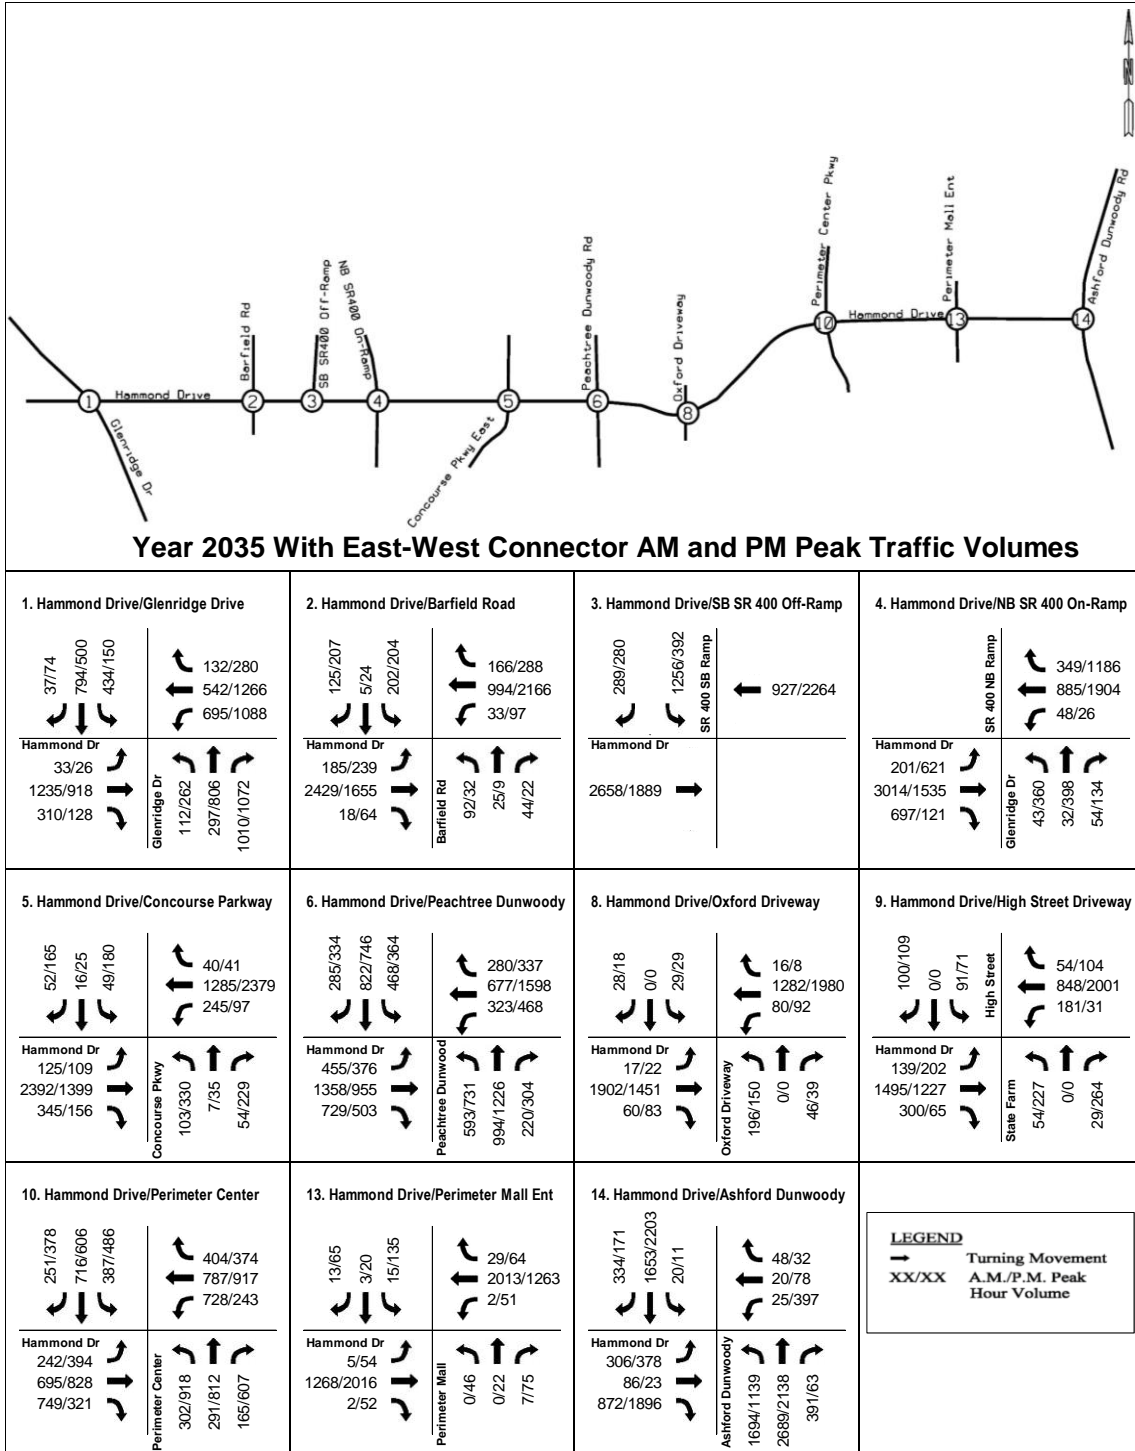 N
Ashford Dunwoody Rd
Perimeter Center Pkwy
Perimeter Mall Ent
Peachtree Dunwoody Rd
NB SR400 On-Ramp
SB SR400 Off-Ramp
Barfield Rd
Oxford Driveway
Hammond Drive
10
13
14
Hammond Drive
1
2
3
4
5
6
8
Glenridge Dr
Concourse Pkwy East
Year 2035 With East-West Connector AM and PM Peak Traffic Volumes
1. Hammond Drive/Glenridge Drive
37/74
794/500
434/150
132/280
542/1266
695/1088
Hammond Dr
33/26
1235/918
310/128
Glenridge Dr
112/262
297/806
1010/1072
2. Hammond Drive/Barfield Road
125/207
5/24
202/204
166/288
994/2166
33/97
Hammond Dr
185/239
2429/1655
18/64
Barfield Rd
92/32
25/9
44/22
3. Hammond Drive/SB SR 400 Off-Ramp
289/280
1256/392
SR 400 SB Ramp
927/2264
Hammond Dr
2658/1889
4. Hammond Drive/NB SR 400 On-Ramp
SR 400 NB Ramp
349/1186
885/1904
48/26
Hammond Dr
201/621
3014/1535
697/121
Glenridge Dr
43/360
32/398
54/134
5. Hammond Drive/Concourse Parkway
52/165
16/25
49/180
40/41
1285/2379
245/97
Hammond Dr
125/109
2392/1399
345/156
Concourse Pkwy
103/330
7/35
54/229
6. Hammond Drive/Peachtree Dunwoody
285/334
822/746
468/364
280/337
677/1598
323/468
Hammond Dr
455/376
1358/955
729/503
Peachtree Dunwood
593/731
994/1226
220/304
8. Hammond Drive/Oxford Driveway
28/18
0/0
29/29
16/8
1282/1980
80/92
Hammond Dr
17/22
1902/1451
60/83
Oxford Driveway
196/150
0/0
46/39
9. Hammond Drive/High Street Driveway
100/109
0/0
91/71
High Street
54/104
848/2001
181/31
Hammond Dr
139/202
1495/1227
300/65
State Farm
54/227
0/0
29/264
10. Hammond Drive/Perimeter Center
251/378
716/606
387/486
404/374
787/917
728/243
Hammond Dr
242/394
695/828
749/321
Perimeter Center
302/918
291/812
165/607
13. Hammond Drive/Perimeter Mall Ent
13/65
3/20
15/135
29/64
2013/1263
2/51
Hammond Dr
5/54
1268/2016
2/52
Perimeter Mall
0/46
0/22
7/75
14. Hammond Drive/Ashford Dunwoody
334/171
1653/2203
20/11
48/32
20/78
25/397
Hammond Dr
306/378
86/23
872/1896
Ashford Dunwoody
1694/1139
2689/2138
391/63
LEGEND
Turning Movement
XX/XX A.M./P.M. Peak
Hour Volume